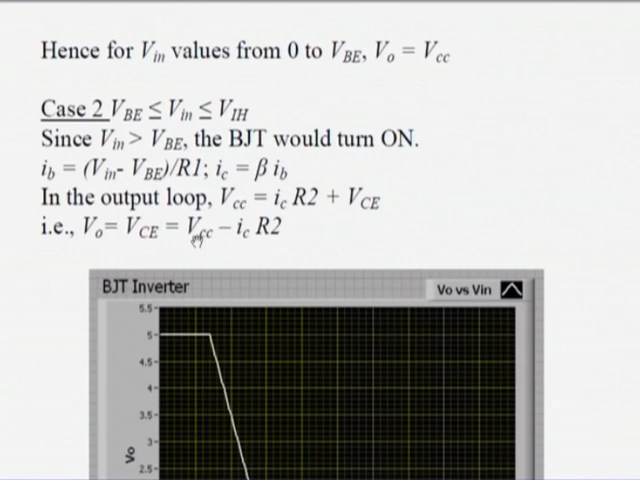 Hence for Vin values from 0 to VBE, Vo = Vcc
Case 2 VBE ≤ Vin ≤ VIH
Since Vin > VBE, the BJT would turn ON.
ib = (Vin- VBE)/R1; ic = β ib
In the output loop, Vcc = ic R2 + VCE
i.e., Vo= VCE = Vcc – ic R2
BJT Inverter
Vo vs Vin
5.5
5
4.5
4
3.5
3
2.5
Vo